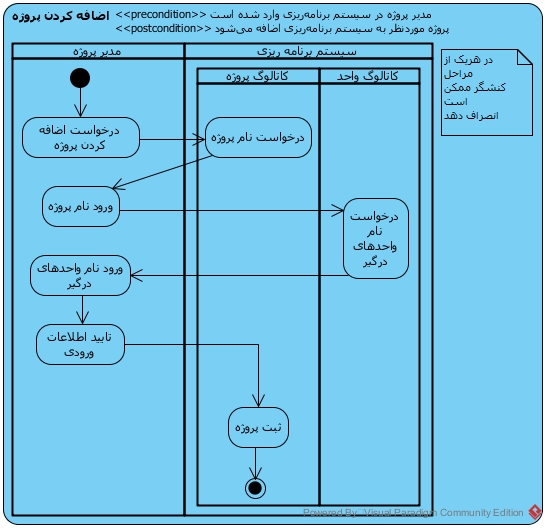 اضافه کردن پروژه <<precondition>> مدیر پروژه در سیستم برنامه‌ریزی وارد شده است
<<postcondition>> پروژه موردنظر به سیستم برنامه‌ریزی اضافه می‌شود
مدیر پروژه
سیستم برنامه ریزی
کاتالوگ پروژه
کاتالوگ واحد
در هریک از
مراحل
کنشگر ممکن
است
انصراف دهد
درخواست اضافه
کردن پروژه
درخواست نام پروژه
ورود نام پروژه
درخواست
نام
واحدهای
درگیر
ورود نام واحدهای
درگیر
تایید اطلاعات
ورودی
ثبت پروژه
Powered By Visual Paradigm Community Edition